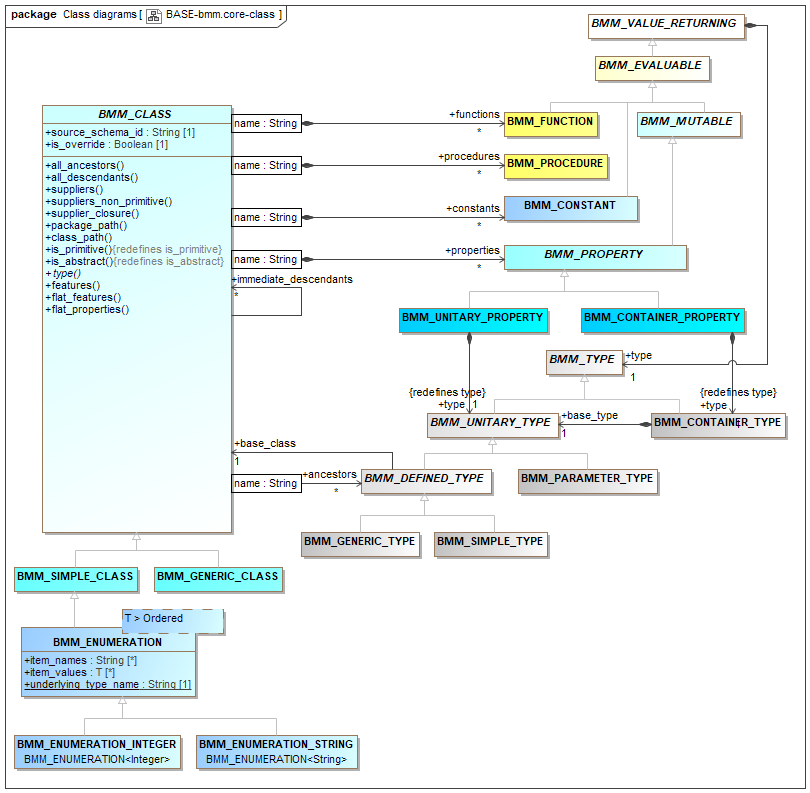 package Class diagrams [ BASE-bmm.core-class ]
BMM_VALUE_RETURNING
BMM_EVALUABLE
BMM_CLASS
+source_schema_id : String [1]
+is_override : Boolean [1]
+all_ancestors()
+all_descendants()
+suppliers()
+suppliers_non_primitive()
+supplier_closure()
+package_path()
+class_path()
+is_primitive(){redefines is_primitive}
+is_abstract(){redefines is_abstract}
+type()
+features()
+flat_features()
+flat_properties()
name : String
+functions
*
BMM_FUNCTION
BMM_MUTABLE
name : String
+procedures
*
BMM_PROCEDURE
name : String
+constants
*
BMM_CONSTANT
name : String
+properties
*
BMM_PROPERTY
+immediate_descendants
*
BMM_UNITARY_PROPERTY
BMM_CONTAINER_PROPERTY
BMM_TYPE
+type
1
{redefines type}
+type
1
{redefines type}
+type
BMM_UNITARY_TYPE
+base_type
1
BMM_CONTAINER_TYPE
+base_class
1
name : String
+ancestors
*
BMM_DEFINED_TYPE
BMM_PARAMETER_TYPE
BMM_GENERIC_TYPE
BMM_SIMPLE_TYPE
BMM_SIMPLE_CLASS
BMM_GENERIC_CLASS
T > Ordered
BMM_ENUMERATION
+item_names : String [*]
+item_values : T [*]
+underlying_type_name : String [1]
BMM_ENUMERATION_INTEGER
BMM_ENUMERATION<Integer>
BMM_ENUMERATION_STRING
BMM_ENUMERATION<String>